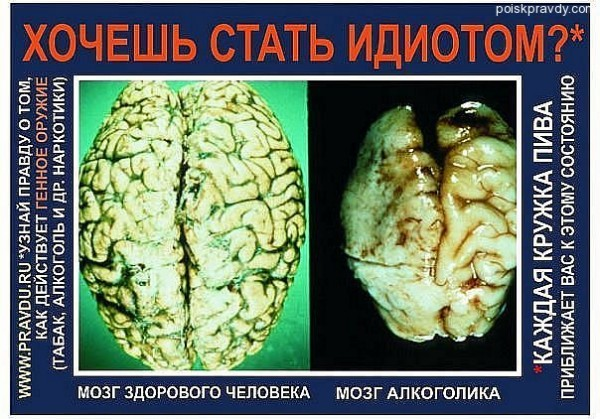 poiskpravdy.com
ХОЧЕШЬ СТАТЬ ИДИОТОМ?*
WWW.PRAVDU.RU*УЗНАЙ ПРАВДУ О ТОМ,
КАК ДЕЙСТВУЕТ ГЕННОЕ ОРУЖИЕ
(ТАБАК, АЛКОГОЛЬ И ДР. НАРКОТИКИ)
*КАЖДАЯ КРУЖКА ПИВА
ПРИБЛИЖАЕТ ВАС К ЭТОМУ СОСТОЯНИЮ
МОЗГ ЗДОРОВОГО ЧЕЛОВЕКА
МОЗГ АЛКОГОЛИКА